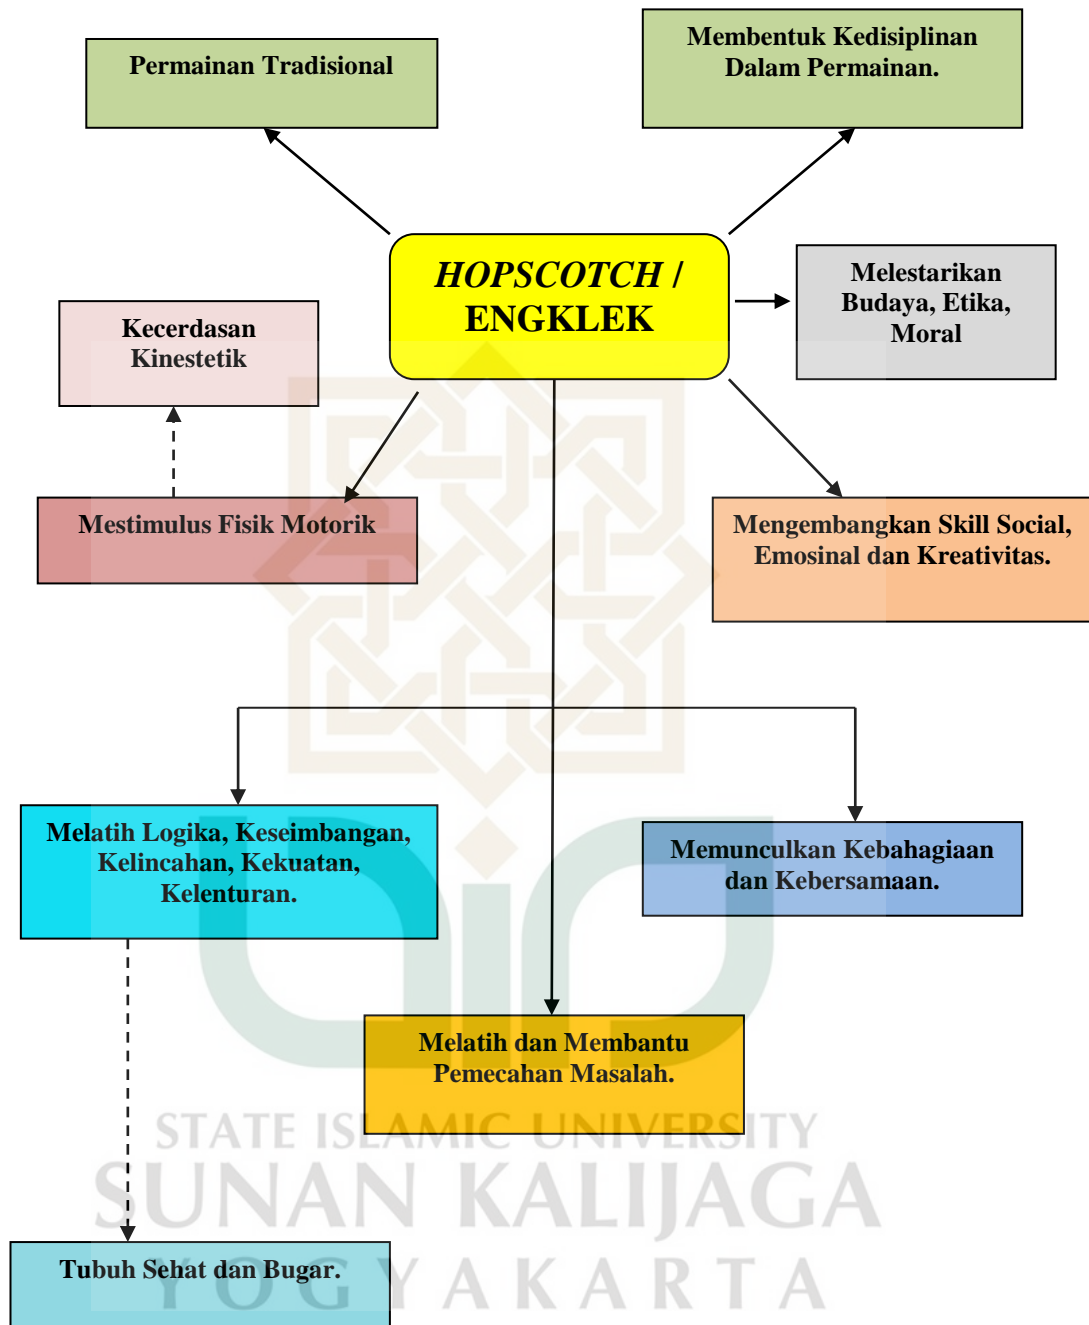 Permainan Tradisional
Membentuk Kedisiplinan
Dalam Permainan.
HOPSCOTCH /
ENGKLEK
Melestarikan
Budaya, Etika,
Moral
Kecerdasan
Kinestetik
Mestimulus Fisik Motorik
Mengembangkan Skill Social,
Emosinal dan Kreativitas.
Melatih Logika, Keseimbangan,
Kelincahan, Kekuatan,
Kelenturan.
Memunculkan Kebahagiaan
dan Kebersamaan.
Melatih dan Membantu
Pemecahan Masalah.
STATE ISLAMIC UNIVERSITY
SUNAN KALIJAGA
YOGYAKARTA
Tubuh Sehat dan Bugar.